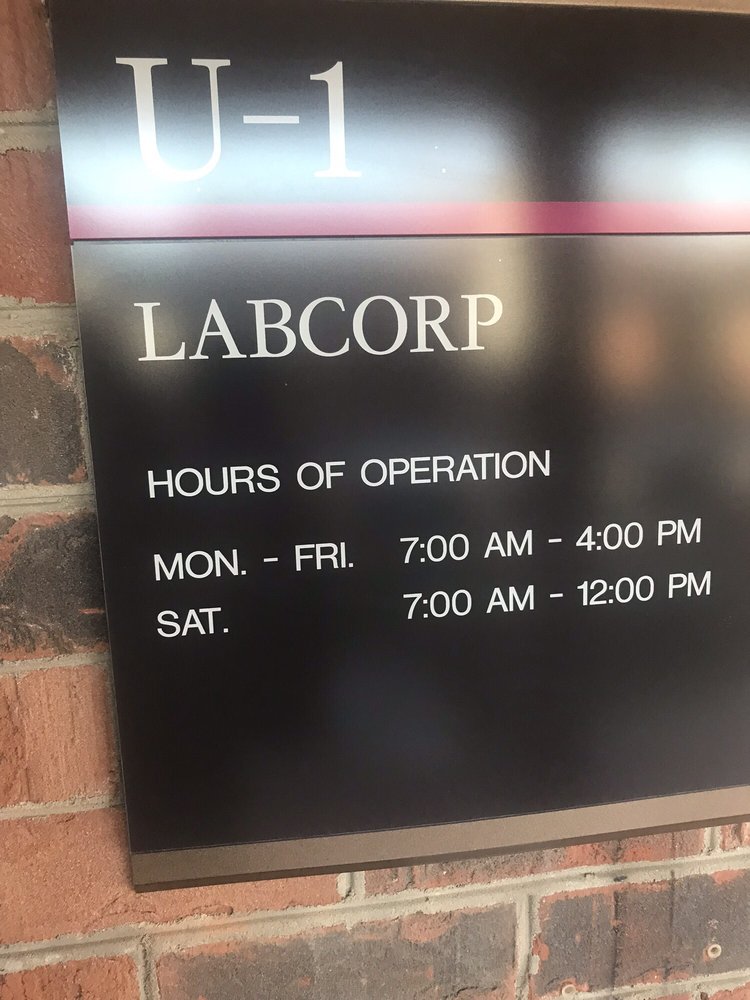 U-1
LABCORP
HOURS OF OPERATION
MON. - FRI. 7:00 AM - 4:00 PM
SAT. 7:00 AM - 12:00 PM